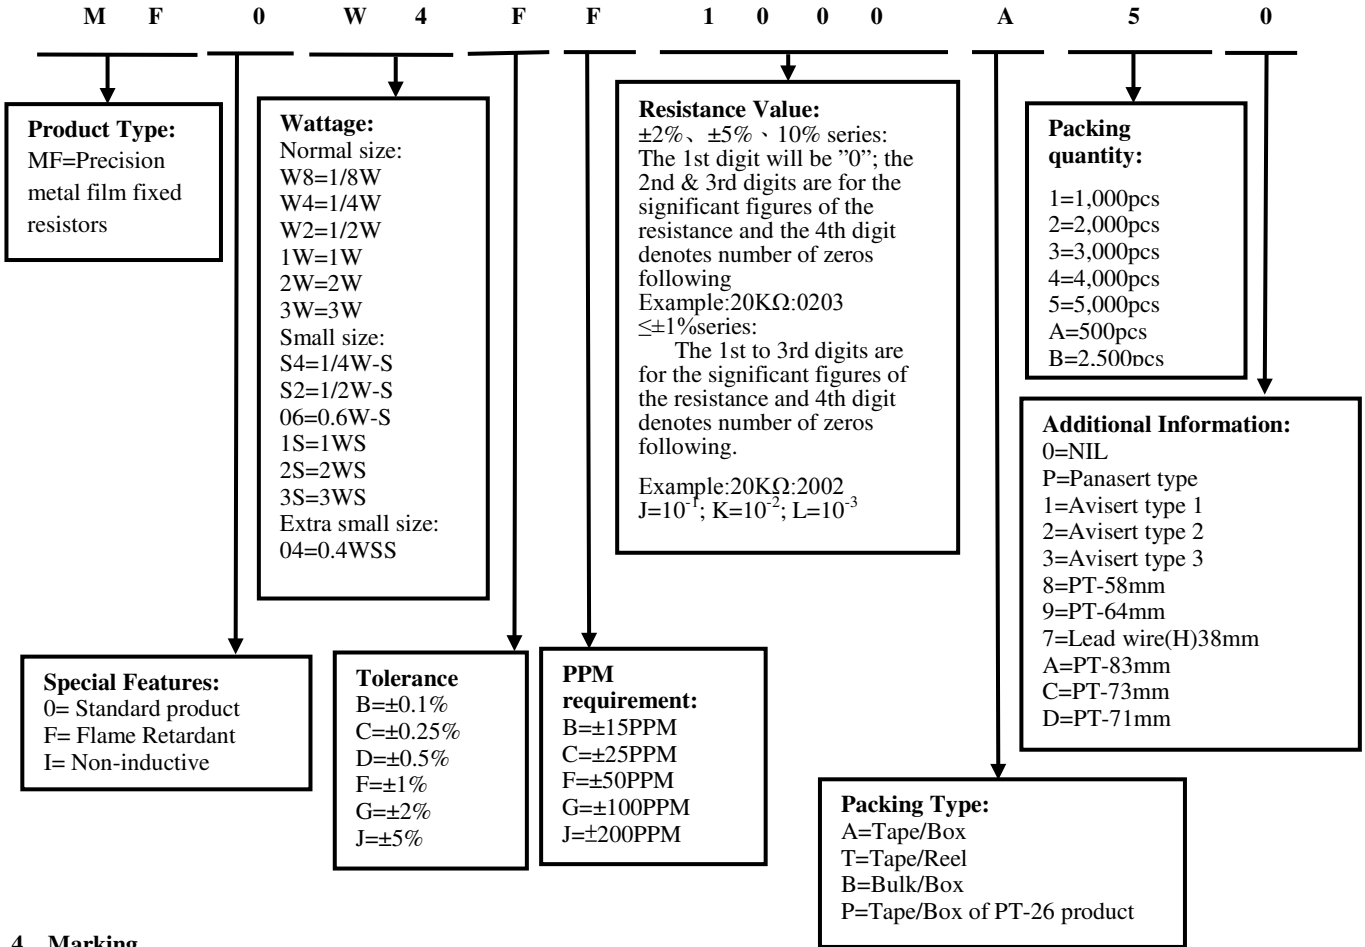 M F 0 W 4 F F 1 0 0 0 A 5 0
Product Type:
MF=Precision
metal film fixed
resistors
Wattage:
Normal size:
W8=1/8W
W4=1/4W
W2=1/2W
1W=1W
2W=2W
3W=3W
Small size:
S4=1/4W-S
S2=1/2W-S
06=0.6W-S
1S=1WS
2S=2WS
3S=3WS
Extra small size:
04=0.4WSS
Resistance Value:
±2%、±5%、10% series:
The 1st digit will be ”0”; the
2nd & 3rd digits are for the
significant figures of the
resistance and the 4th digit
denotes number of zeros
following
Example:20KΩ:0203
≤±1%series:
The 1st to 3rd digits are
for the significant figures of
the resistance and 4th digit
denotes number of zeros
following.
Example:20KΩ:2002
J=10⁻¹; K=10⁻²; L=10⁻³
Packing
quantity:
1=1,000pcs
2=2,000pcs
3=3,000pcs
4=4,000pcs
5=5,000pcs
A=500pcs
B=2,500pcs
Additional Information:
0=NIL
P=Panasert type
1=Avisert type 1
2=Avisert type 2
3=Avisert type 3
8=PT-58mm
9=PT-64mm
7=Lead wire(H)38mm
A=PT-83mm
C=PT-73mm
D=PT-71mm
Special Features:
0= Standard product
F= Flame Retardant
I= Non-inductive
Tolerance
B=±0.1%
C=±0.25%
D=±0.5%
F=±1%
G=±2%
J=±5%
PPM
requirement:
B=±15PPM
C=±25PPM
F=±50PPM
G=±100PPM
J=±200PPM
Packing Type:
A=Tape/Box
T=Tape/Reel
B=Bulk/Box
P=Tape/Box of PT-26 product
4 Marking